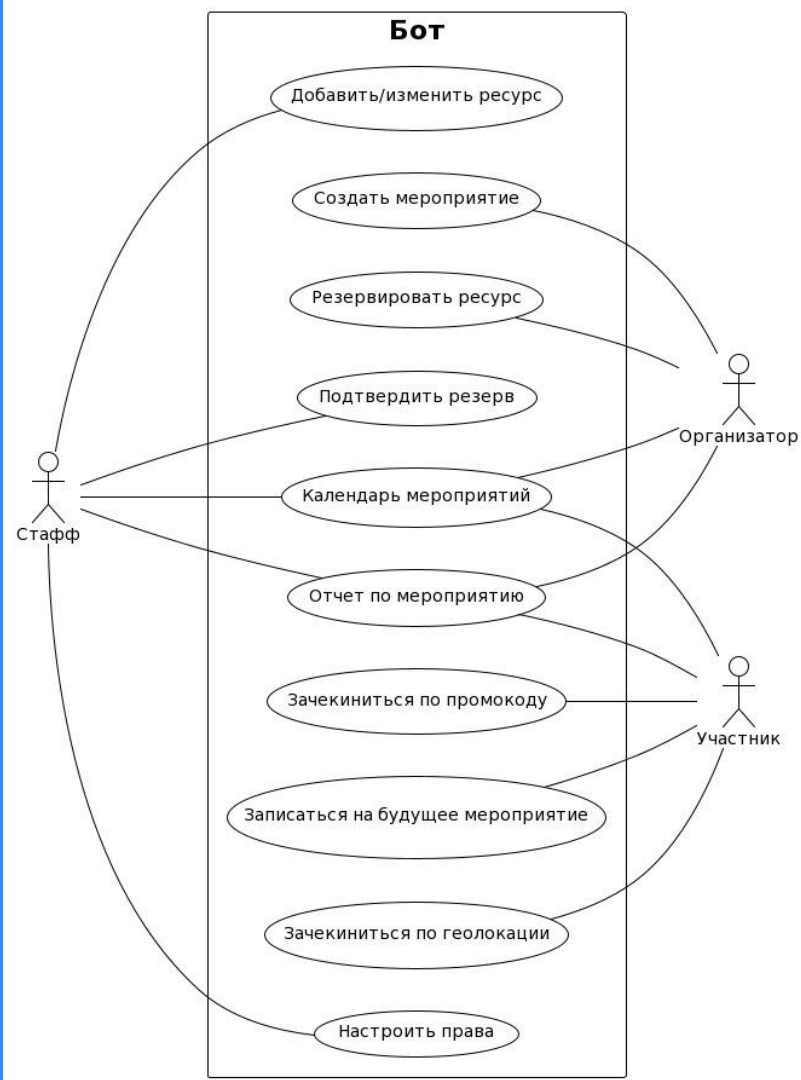 Бот
Добавить/изменить ресурс
Создать мероприятие
Резервировать ресурс
Подтвердить резерв
Организатор
Календарь мероприятий
Стафф
Отчет по мероприятию
Зачекиниться по промокоду
Участник
Записаться на будущее мероприятие
Зачекиниться по геолокации
Настроить права